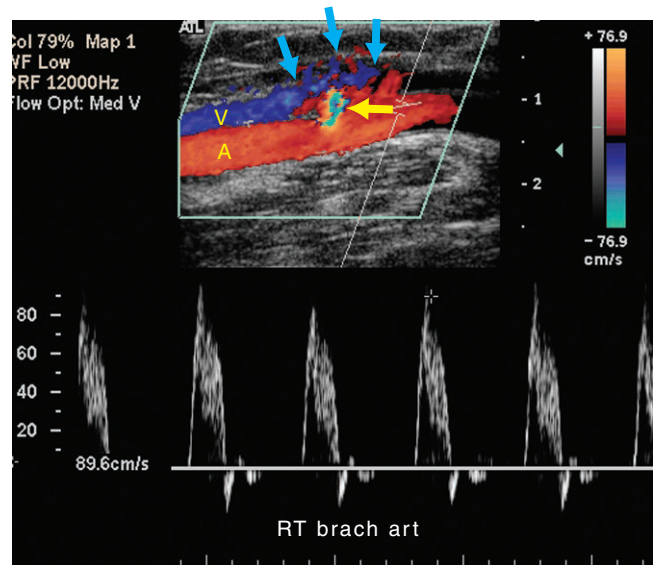 ATL
+ 76.9
Col 79% Map 1
WF Low
PRF 12000Hz
Flow Opt: Med V
V
A
- 1
- 2
- 76.9
cm/s
80
60
40
20
89.6cm/s
RT brach art